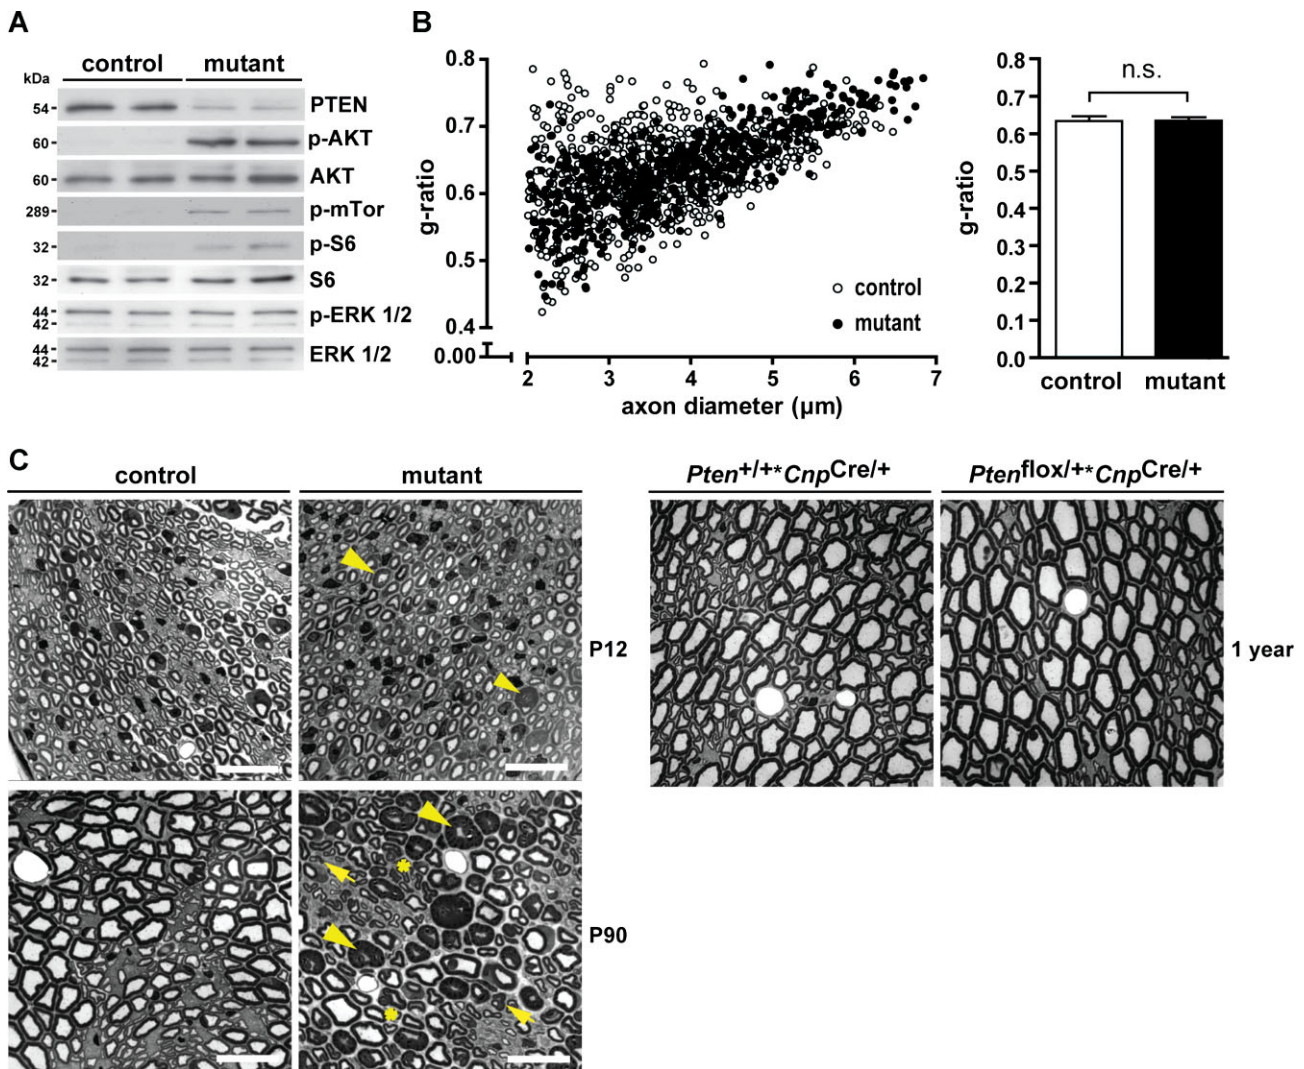 A
control mutant
kDa
54 PTEN
60 p-AKT
60 AKT
289 p-mTor
32 p-S6
32 S6
44 p-ERK 1/2
42
44 ERK 1/2
42
B
0.8
0.7
0.6
0.5
0.4
0.00
g-ratio
2 3 4 5 6 7
axon diameter (µm)
control
mutant
n.s.
0.8
0.7
0.6
0.5
0.4
0.3
0.2
0.1
0.0
g-ratio
control mutant
C
control mutant
P12
P90
Pten+/+*CnpCre/+ Ptenflox/+*CnpCre/+
1 year